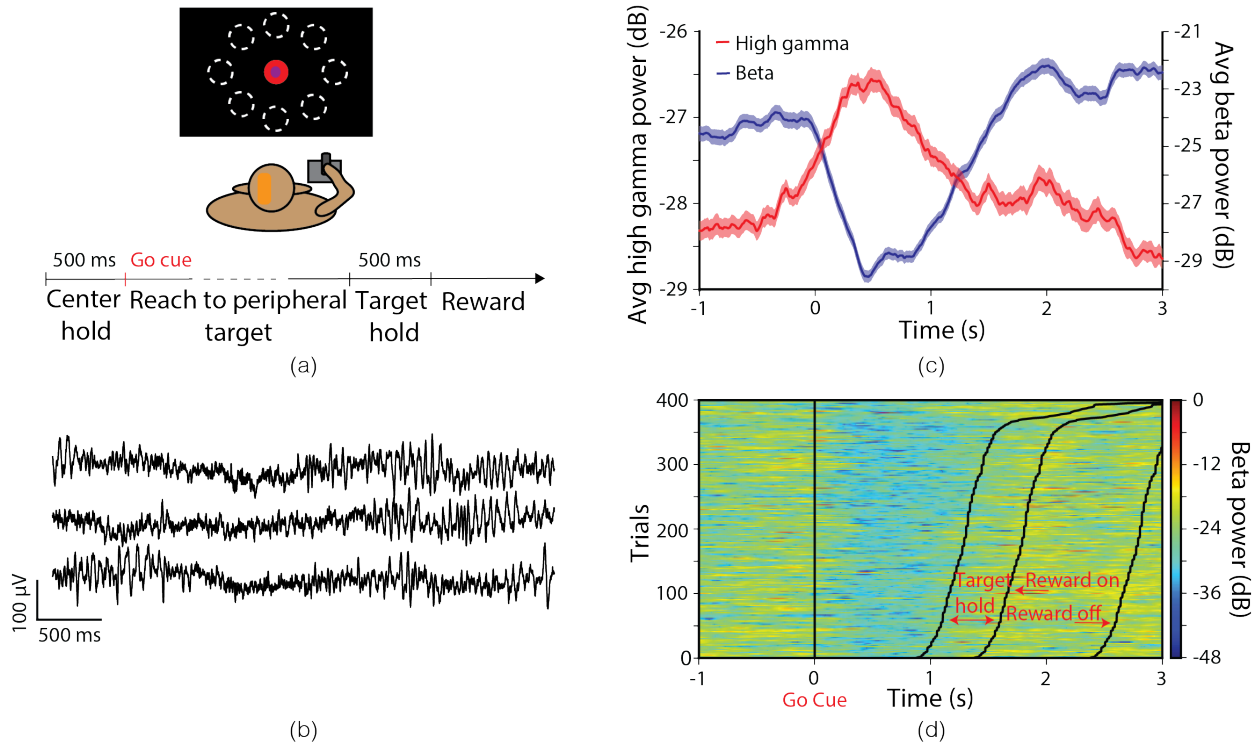 500 ms
Go cue
500 ms
Center
hold
Reach to peripheral
target
Target
hold
Reward
(a)
100 μV
500 ms
(b)
Avg high gamma power (dB)
-26
-27
-28
-29
High gamma
Beta
-21
-23
-25
-27
-29
Avg beta power (dB)
-1
0
1
2
3
Time (s)
(c)
Trials
400
300
200
100
0
Target
hold
Reward on
Reward off
0
-12
-24
-36
-48
Beta power (dB)
-1
0
1
2
3
Go Cue
Time (s)
(d)